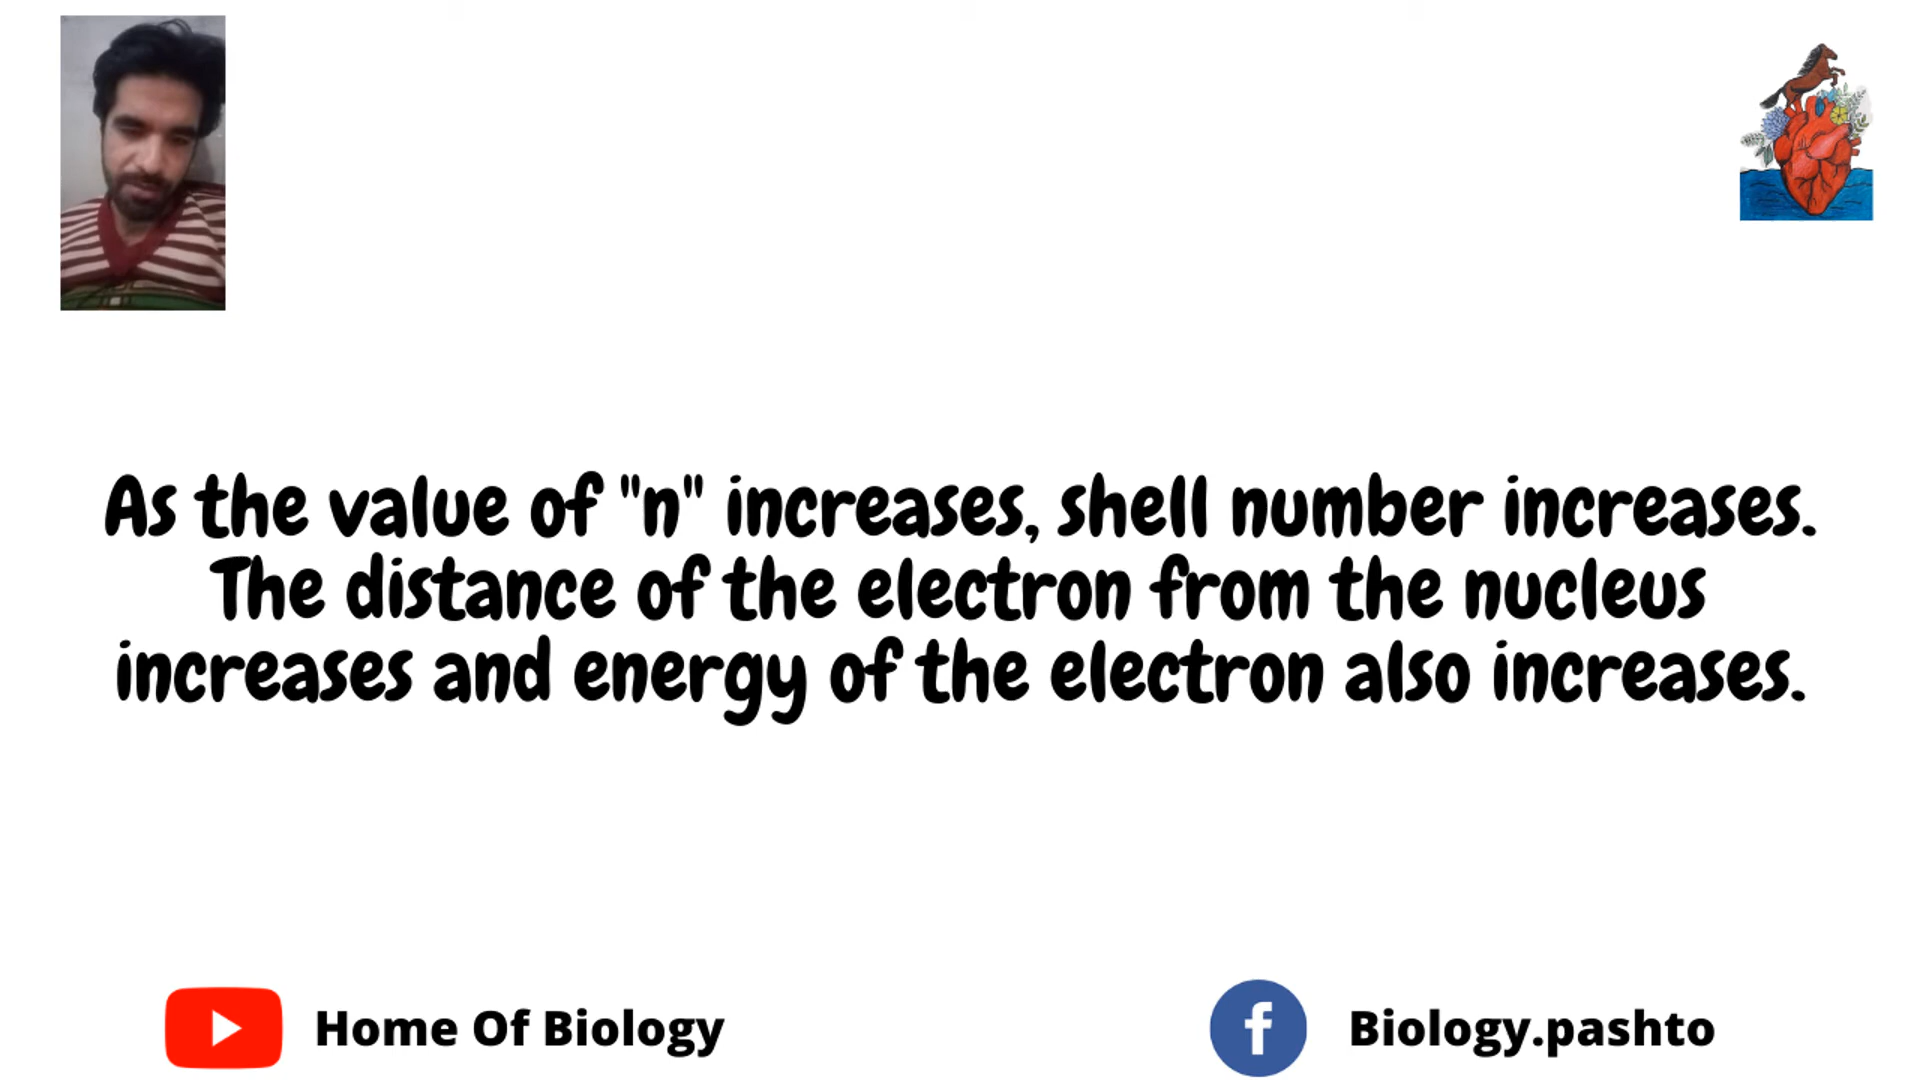 As the value of "n" increases, shell number increases.
The distance of the electron from the nucleus
increases and energy of the electron also increases.
Home Of Biology
Biology.pashto